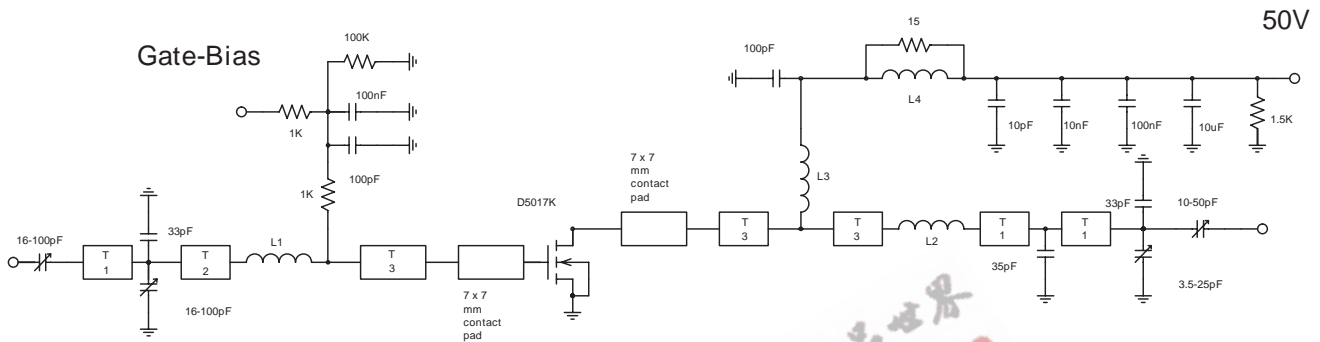 50V
Gate-Bias
100K
15
100pF
100nF
L4
1K
10pF
10nF
100nF
10uF
1.5K
7 x 7
mm
contact
pad
L3
100pF
1K
D5017K
33pF
10-50pF
16-100pF
33pF
L1
T
1
T
2
T
3
T
3
T
3
L2
T
1
T
1
35pF
3.5-25pF
16-100pF
7 x 7
mm
contact
pad
世界